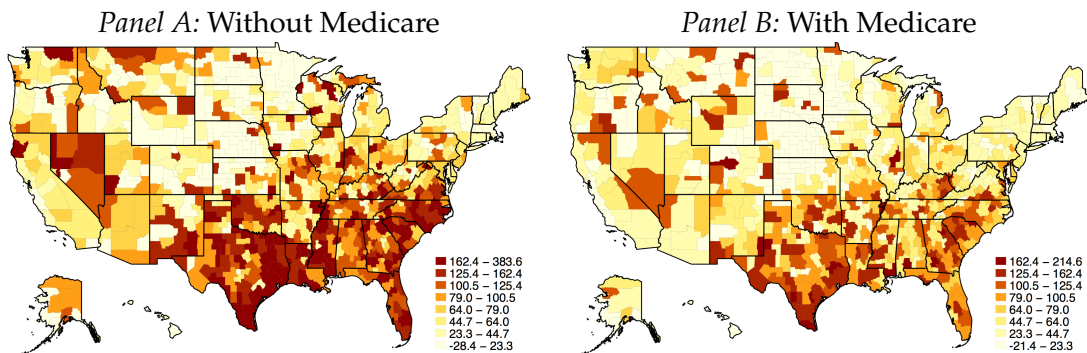 Panel A: Without Medicare
162.4 – 383.6
125.4 – 162.4
100.5 – 125.4
79.0 – 100.5
64.0 – 79.0
44.7 – 64.0
23.3 – 44.7
-28.4 – 23.3
Panel B: With Medicare
162.4 – 214.6
125.4 – 162.4
100.5 – 125.4
79.0 – 100.5
64.0 – 79.0
44.7 – 64.0
23.3 – 44.7
-21.4 – 23.3